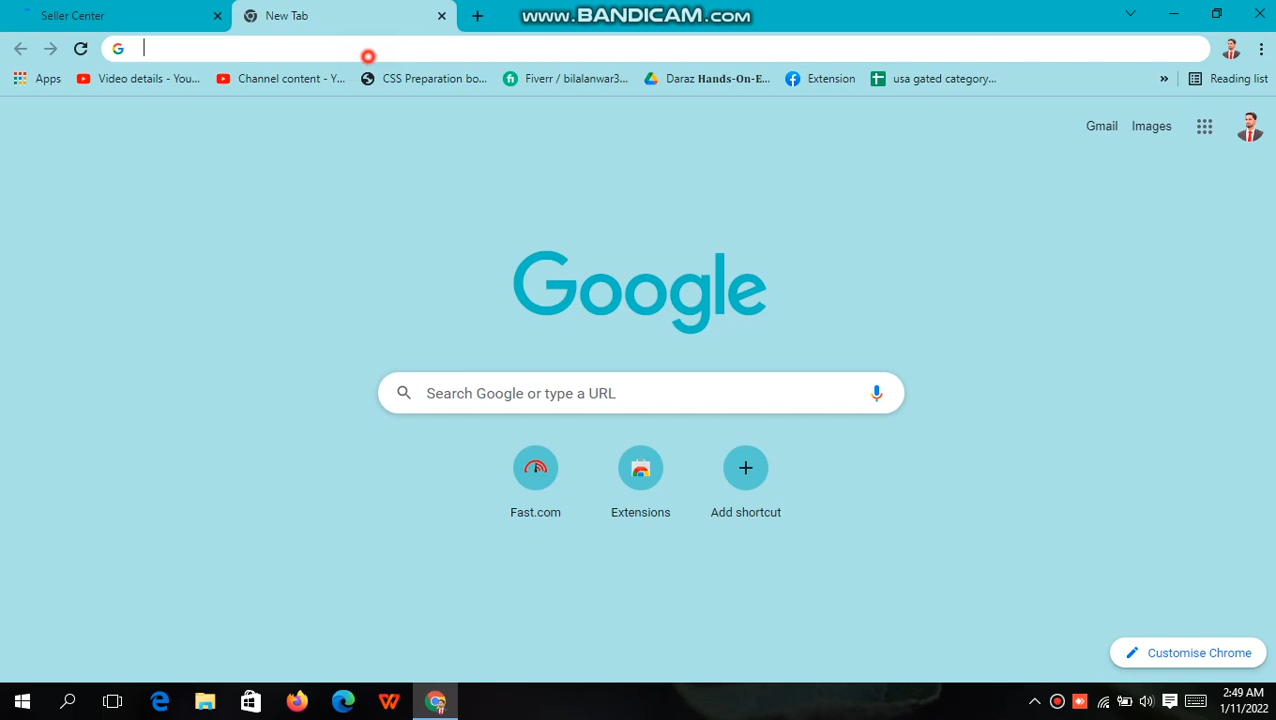 Seller Center
New Tab
www.BANDICAM.com
Apps
Video details - You...
Channel content - Y...
CSS Preparation bo...
Fiverr / bilalanwar3...
Daraz 𝐇𝐚𝐧𝐝𝐬-𝐎𝐧-𝐄...
Extension
usa gated category...
»
Reading list
Gmail
Images
Google
Search Google or type a URL
Fast.com
Extensions
Add shortcut
Customise Chrome
2:49 AM
1/11/2022